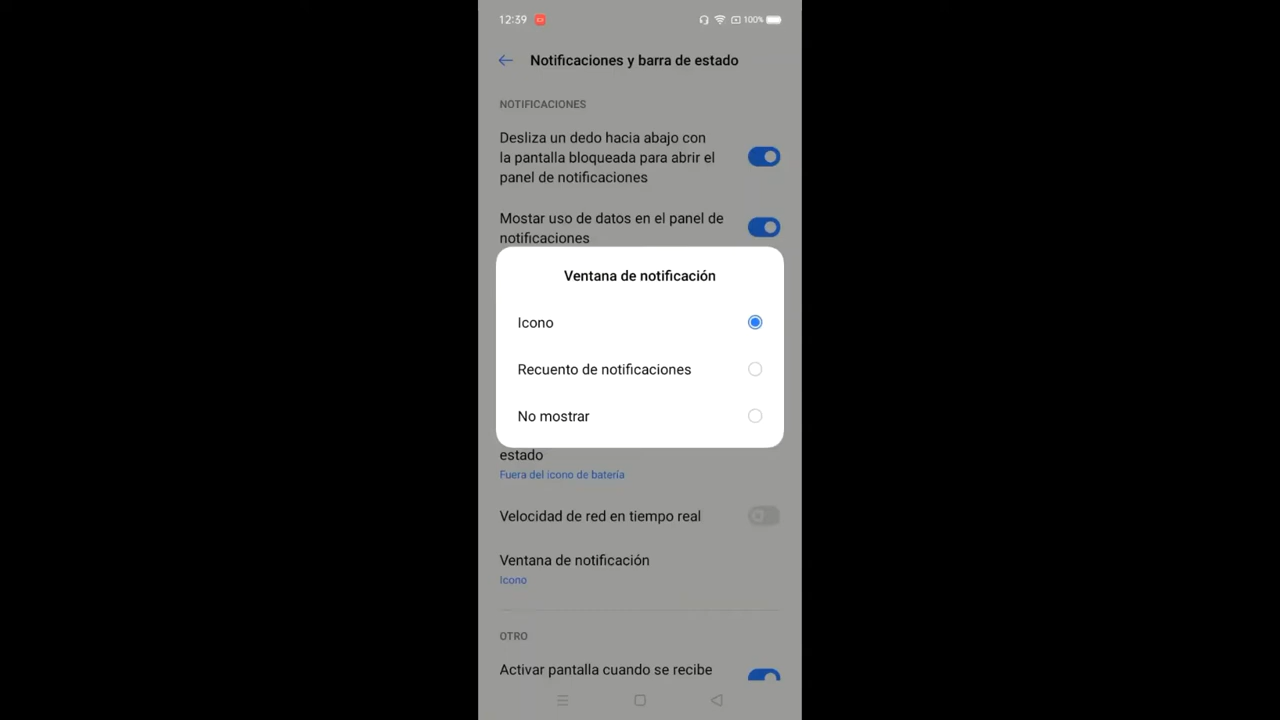 12:39
100%
Notificaciones y barra de estado
NOTIFICACIONES
Desliza un dedo hacia abajo con
la pantalla bloqueada para abrir el
panel de notificaciones
Mostar uso de datos en el panel de
notificaciones
Ventana de notificación
Icono
Recuento de notificaciones
No mostrar
estado
Fuera del icono de batería
Velocidad de red en tiempo real
Ventana de notificación
Icono
OTRO
Activar pantalla cuando se recibe